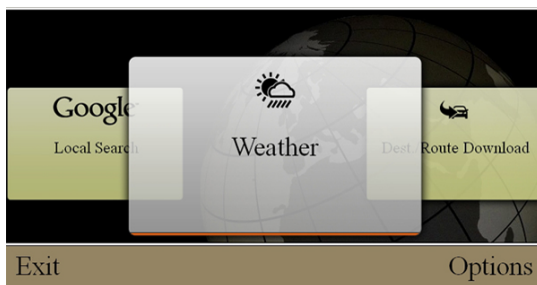 Google
Local Search
Weather
Dest./Route Download
Exit
Options